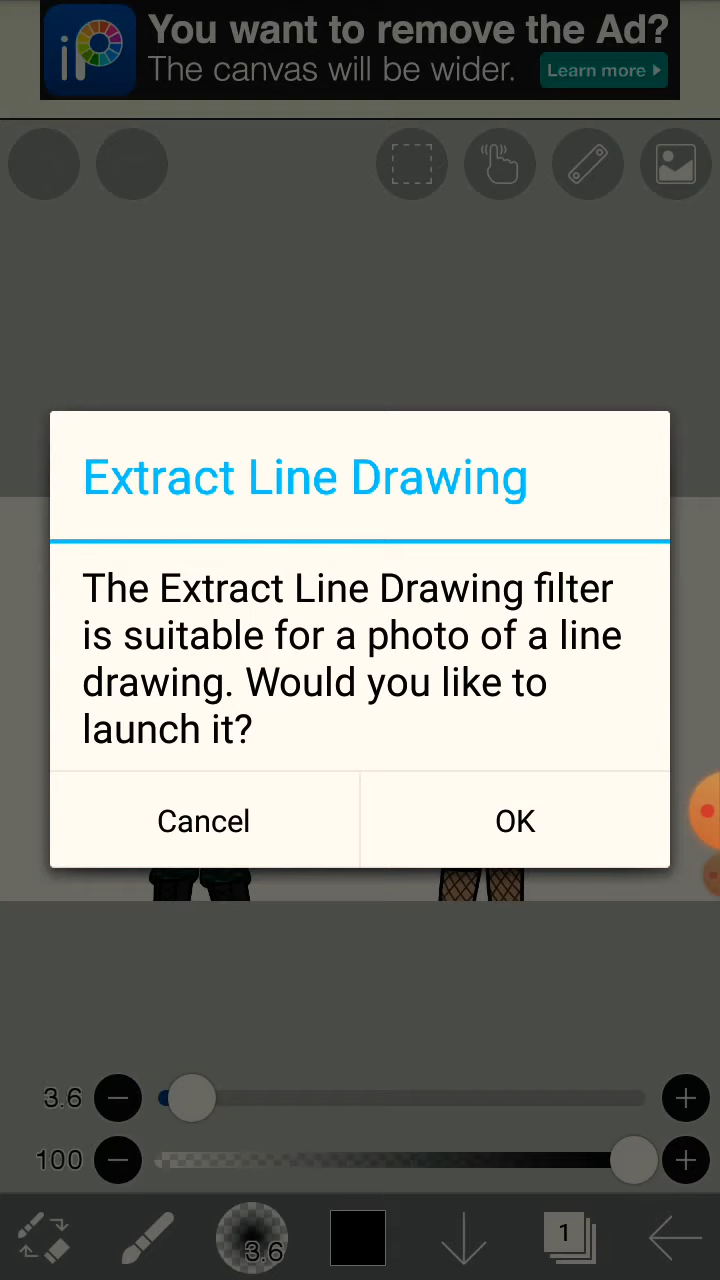 iP
You want to remove the Ad?
The canvas will be wider.
Learn more
Extract Line Drawing
The Extract Line Drawing filter
is suitable for a photo of a line
drawing. Would you like to
launch it?
Cancel
OK
3.6
100
3.6
1